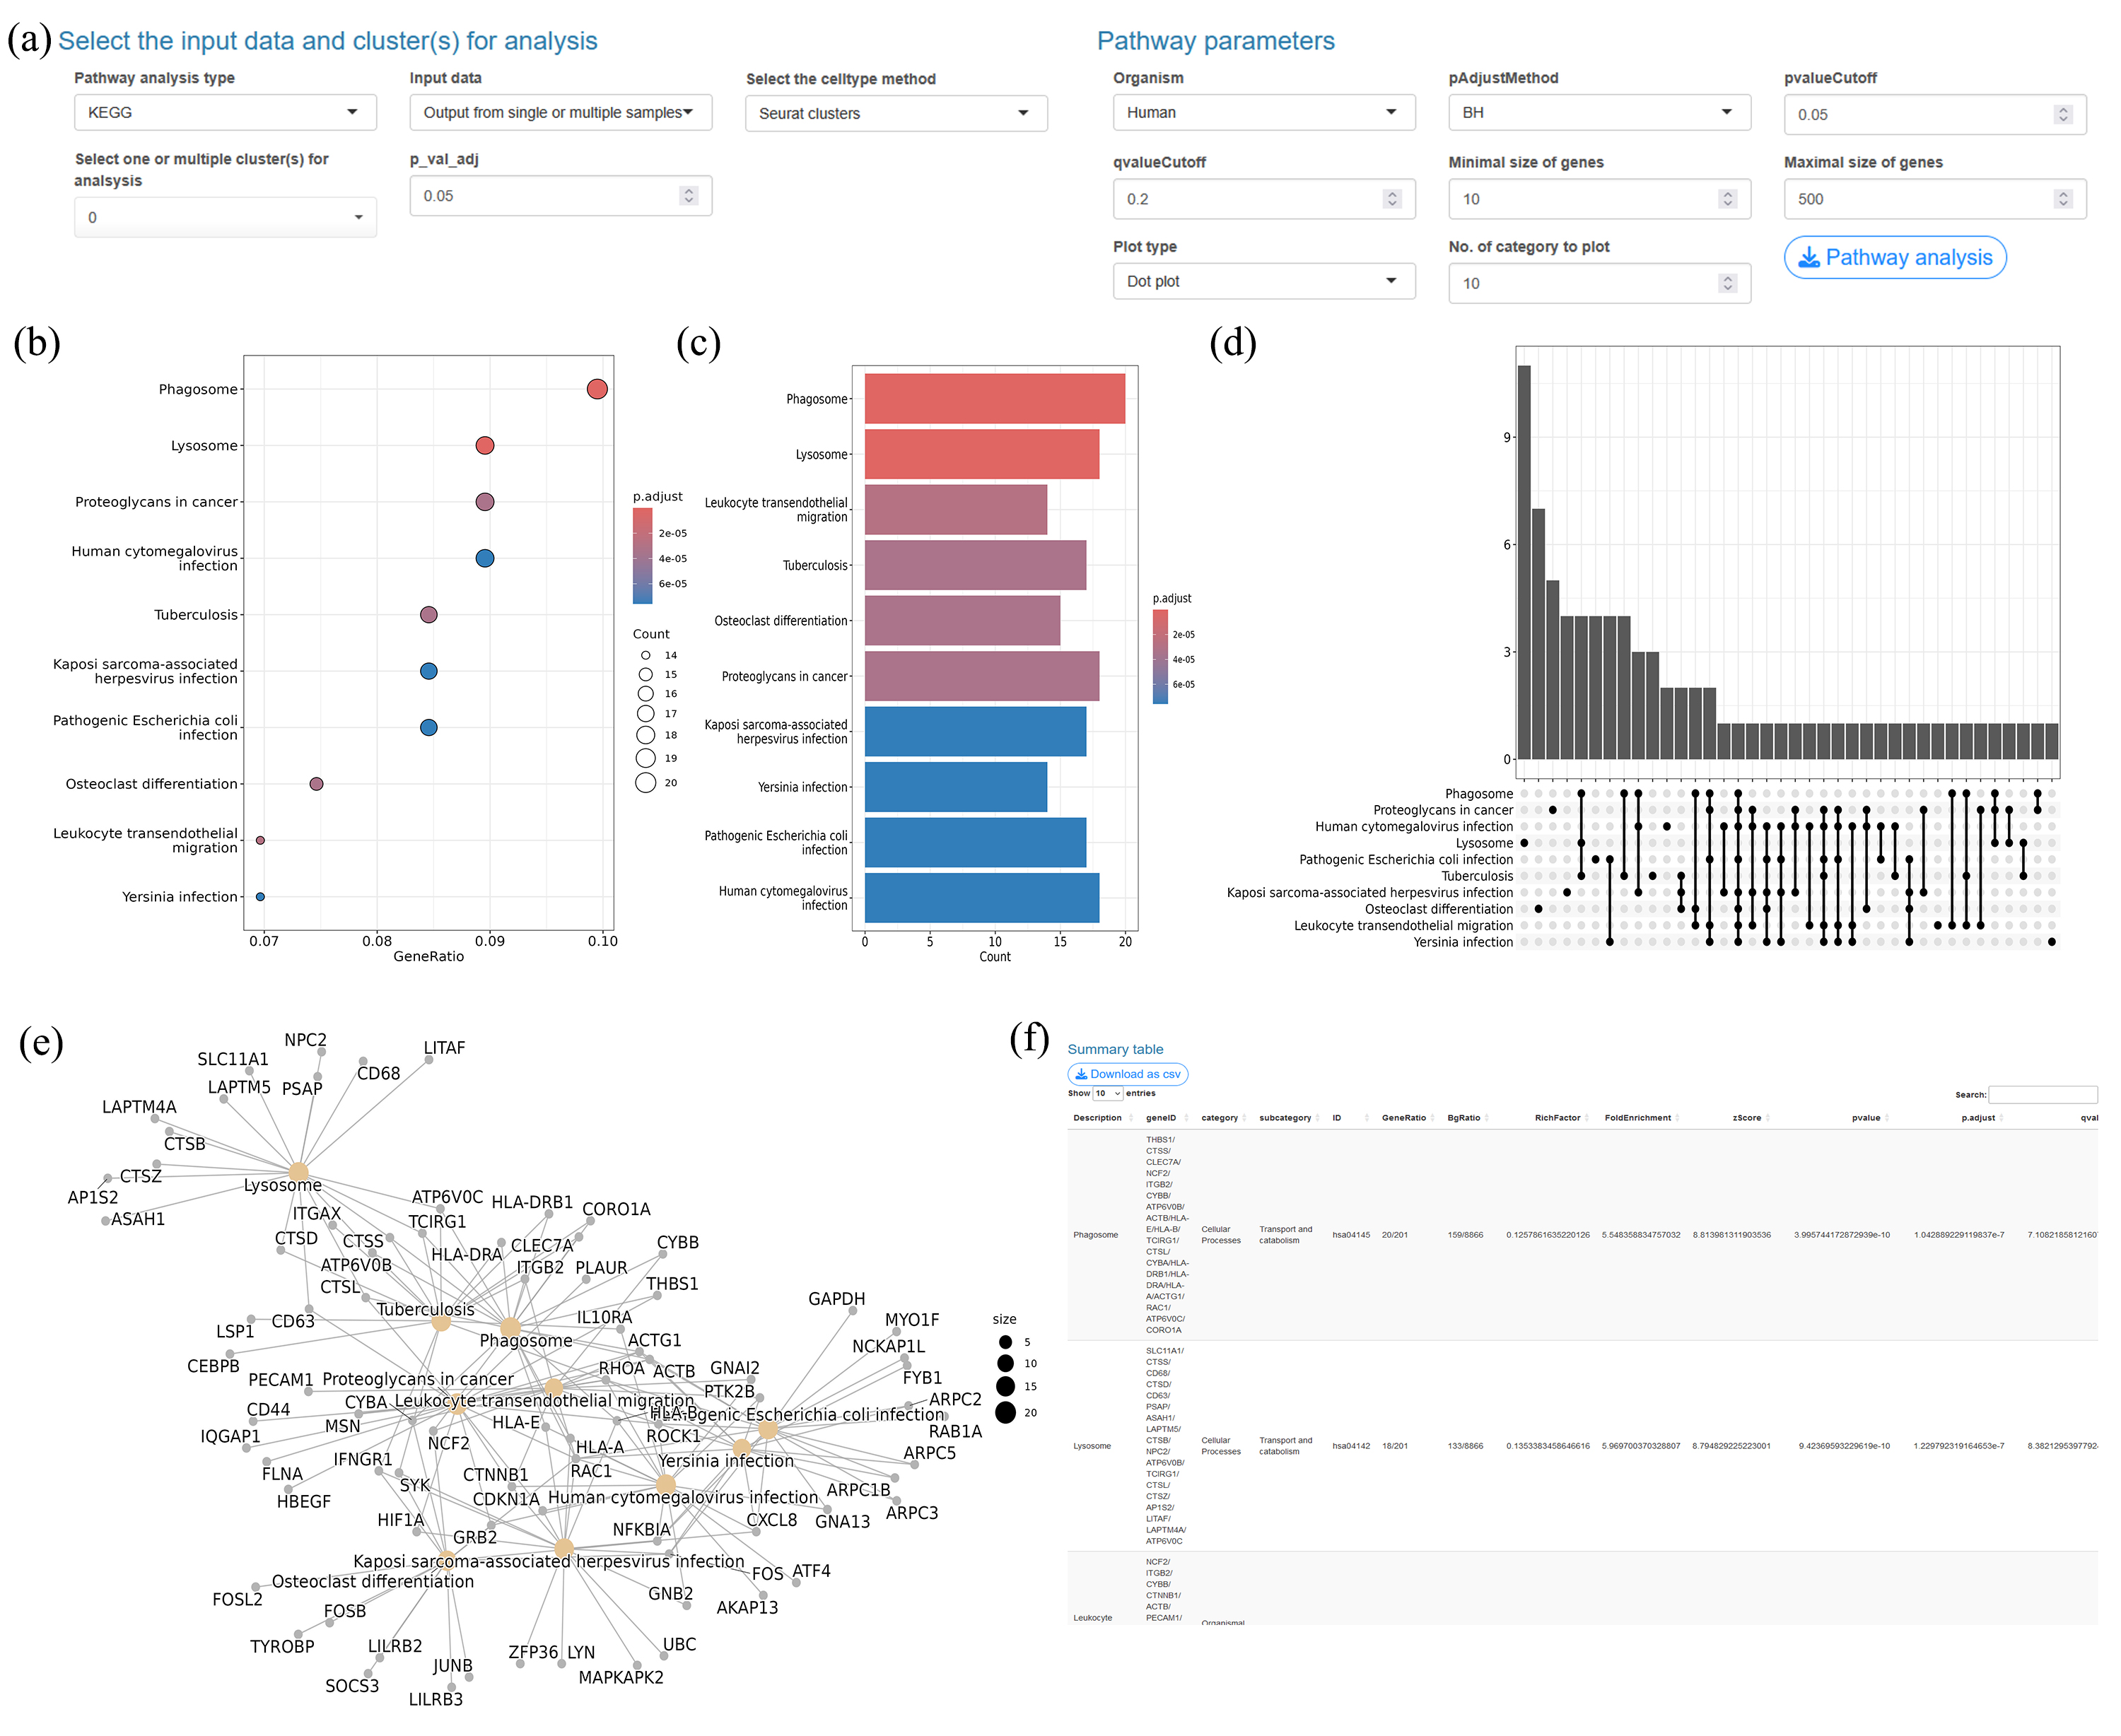 (a)
Select the input data and cluster(s) for analysis
Pathway analysis type
KEGG
Input data
Output from single or multiple samples
Select the celltype method
Seurat clusters
Select one or multiple cluster(s) for
analsysis
0
p_val_adj
0.05
Pathway parameters
Organism
Human
pAdjustMethod
BH
pvalueCutoff
0.05
qvalueCutoff
0.2
Minimal size of genes
10
Maximal size of genes
500
Plot type
Dot plot
No. of category to plot
10
Pathway analysis
(b)
Phagosome
Lysosome
Proteoglycans in cancer
Human cytomegalovirus
infection
Tuberculosis
Kaposi sarcoma-associated
herpesvirus infection
Pathogenic Escherichia coli
infection
Osteoclast differentiation
Leukocyte transendothelial
migration
Yersinia infection
0.07 0.08 0.09 0.10
GeneRatio
p.adjust
2e-05
4e-05
6e-05
Count
14
15
16
17
18
19
20
(c)
Phagosome
Lysosome
Leukocyte transendothelial
migration
Tuberculosis
Osteoclast differentiation
Proteoglycans in cancer
Kaposi sarcoma-associated
herpesvirus infection
Yersinia infection
Pathogenic Escherichia coli
infection
Human cytomegalovirus
infection
0 5 10 15 20
Count
p.adjust
2e-05
4e-05
6e-05
(d)
9
6
3
0
Phagosome
Proteoglycans in cancer
Human cytomegalovirus infection
Lysosome
Pathogenic Escherichia coli infection
Tuberculosis
Kaposi sarcoma-associated herpesvirus infection
Osteoclast differentiation
Leukocyte transendothelial migration
Yersinia infection
(e)
NPC2
LITAF
SLC11A1
CD68
LAPTM5
PSAP
LAPTM4A
CTSB
CTSZ
AP1S2
Lysosome
ASAH1
ATP6V0C
HLA-DRB1
CORO1A
ITGAX
TCIRG1
CTSD
CTSS
HLA-DRA
CLEC7A
CYBB
ATP6V0B
ITGB2
PLAUR
CTSL
THBS1
Tuberculosis
GAPDH
CD63
IL10RA
LSP1
Phagosome
ACTG1
MYO1F
NCKAP1L
CEBPB
RHOA
ACTB
GNAI2
FYB1
PECAM1
Proteoglycans in cancer
PTK2B
ARPC2
CYBA
Leukocyte transendothelial migration
CD44
HLA-B
Pathogenic Escherichia coli infection
MSN
HLA-E
RAB1A
IQGAP1
NCF2
HLA-A
ROCK1
ARPC5
IFNGR1
Yersinia infection
FLNA
SYK
CTNNB1
RAC1
HBEGF
CDKN1A
Human cytomegalovirus infection
ARPC1B
ARPC3
HIF1A
GRB2
NFKBIA
CXCL8
GNA13
Kaposi sarcoma-associated herpesvirus infection
FOS
ATF4
Osteoclast differentiation
FOSL2
GNB2
AKAP13
FOSB
TYROBP
LILRB2
ZFP36
LYN
UBC
JUNB
MAPKAPK2
SOCS3
LILRB3
size
5
10
15
20
(f)
Summary table
Download as csv
Show 10 entries
Search:
Description geneID category subcategory ID GeneRatio BgRatio RichFactor FoldEnrichment zScore pvalue p.adjust qval
THBS1/
CTSS/
CLEC7A/
NCF2/
ITGB2/
CYBB/
ATP6V0B/
ACTB/HLA-
E/HLA-B/
TCIRG1/
CTSL/
CYBA/HLA-
DRB1/HLA-
DRA/HLA-
A/ACTG1/
RAC1/
ATP6V0C/
CORO1A
Phagosome
Cellular
Processes
Transport and
catabolism
hsa04145 20/201 159/8866 0.1257861635220126 5.548358834757032 8.813981311903536 3.995744172872939e-10 1.042889229119837e-7 7.1082185812160
SLC11A1/
CTSS/
CD68/
CTSD/
CD63/
PSAP/
ASAH1/
LAPTM5/
CTSB/
NPC2/
ATP6V0B/
TCIRG1/
CTSL/
CTSZ/
AP1S2/
LITAF/
LAPTM4A/
ATP6V0C
Lysosome
Cellular
Processes
Transport and
catabolism
hsa04142 18/201 133/8866 0.1353383458646616 5.969700370328807 8.794829225223001 9.42369593229619e-10 1.229792319164653e-7 8.3821295397792
NCF2/
ITGB2/
CYBB/
CTNNB1/
ACTB/
PECAM1/
Leukocyte
Organismal